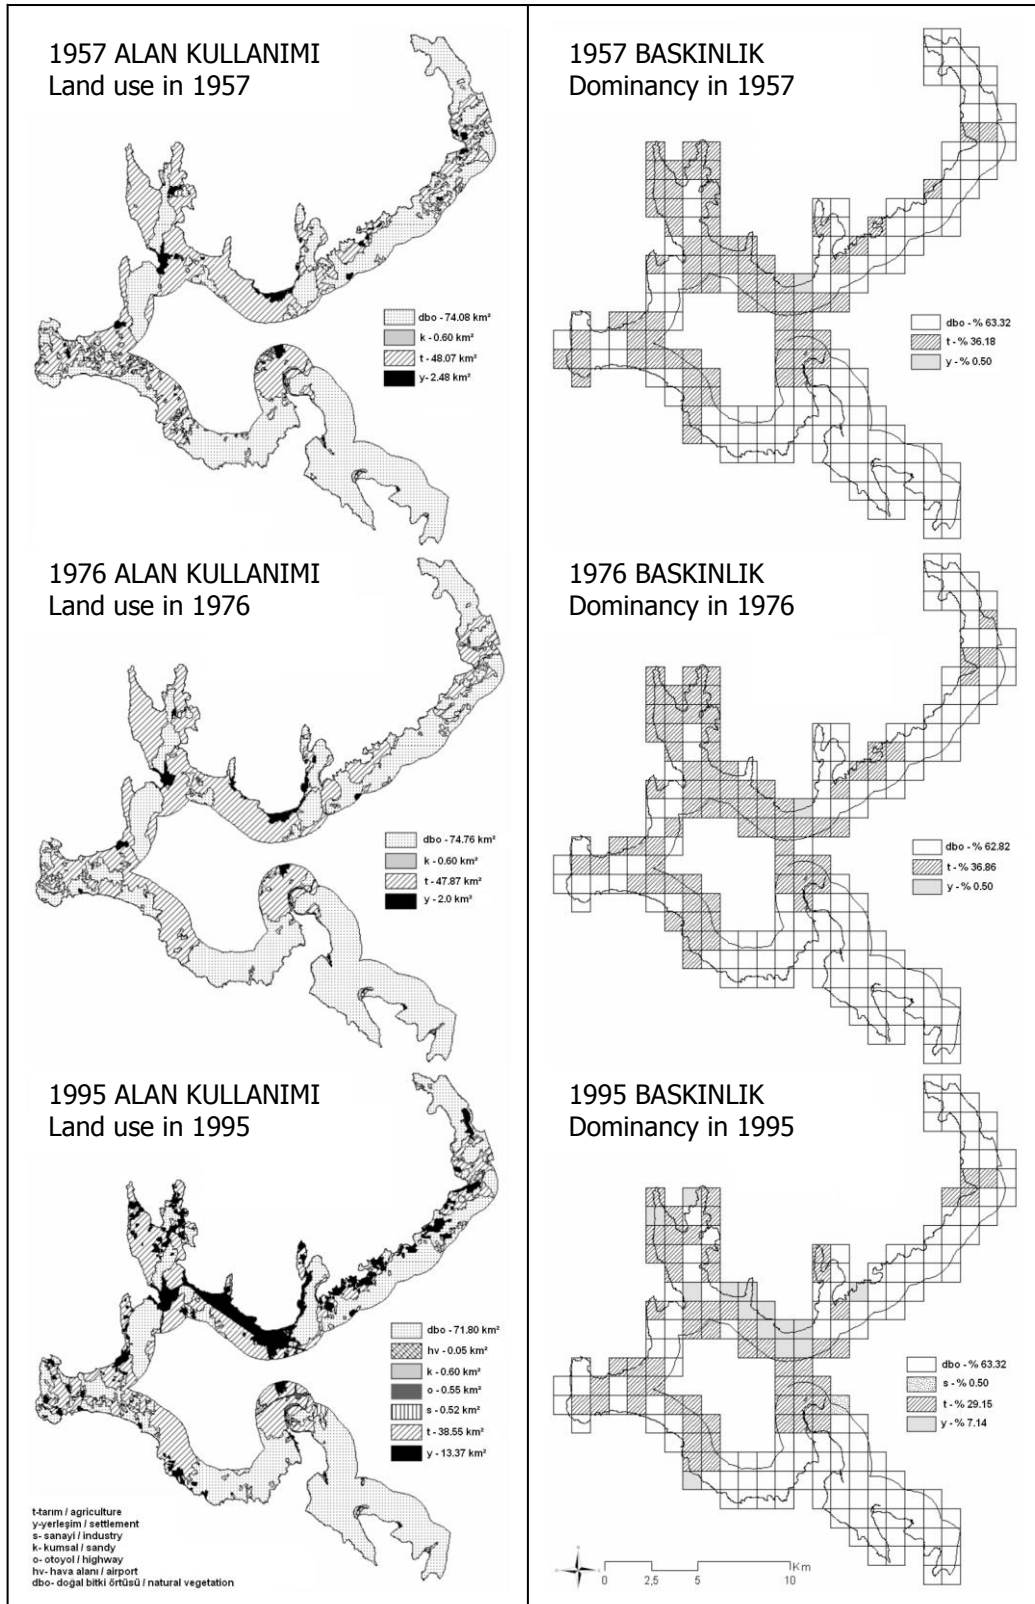 1957 ALAN KULLANIMI
Land use in 1957
dbo - 74.08 km²
k - 0.60 km²
t - 48.07 km²
y- 2.48 km²
1957 BASKINLIK
Dominancy in 1957
dbo - % 63.32
t - % 36.18
y - % 0.50
1976 ALAN KULLANIMI
Land use in 1976
dbo - 74.76 km²
k - 0.60 km²
t - 47.87 km²
y - 2.0 km²
1976 BASKINLIK
Dominancy in 1976
dbo - % 62.82
t - % 36.86
y - % 0.50
1995 ALAN KULLANIMI
Land use in 1995
dbo - 71.80 km²
hv - 0.05 km²
k - 0.60 km²
o - 0.55 km²
s - 0.52 km²
t - 38.55 km²
y - 13.37 km²
t-tarım / agriculture
y-yerleşim / settlement
s- sanayi / industry
k- kumsal / sandy
o- otoyol / highway
hv- hava alanı / airport
dbo- doğal bitki örtüsü / natural vegetation
1995 BASKINLIK
Dominancy in 1995
dbo - % 63.32
s - % 0.50
t - % 29.15
y - % 7.14
Km
0 2,5 5 10